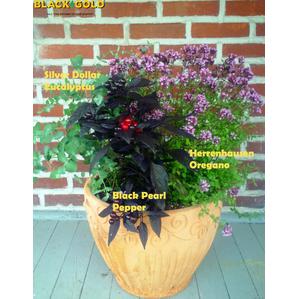 BLACK GOLD
Silver Dollar
Eucalyptus
Herrenhausen
Oregano
Black Pearl
Pepper